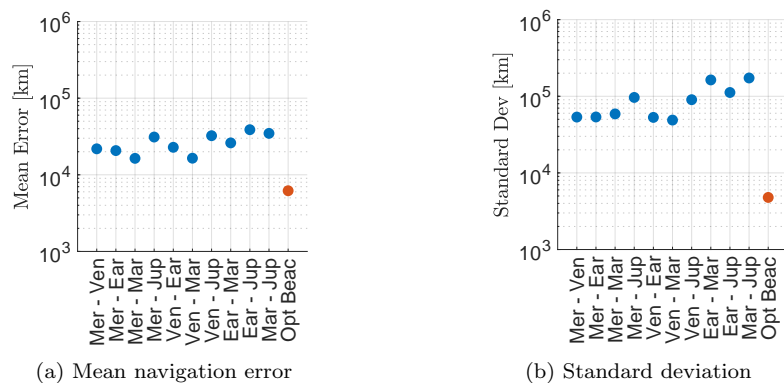 10^6
10^5
10^4
10^3
Mean Error [km]
Mer - Ven
Mer - Ear
Mer - Mar
Mer - Jup
Ven - Ear
Ven - Mar
Ven - Jup
Ear - Mar
Ear - Jup
Mar - Jup
Opt Beac
(a) Mean navigation error
10^6
10^5
10^4
10^3
Standard Dev [km]
Mer - Ven
Mer - Ear
Mer - Mar
Mer - Jup
Ven - Ear
Ven - Mar
Ven - Jup
Ear - Mar
Ear - Jup
Mar - Jup
Opt Beac
(b) Standard deviation